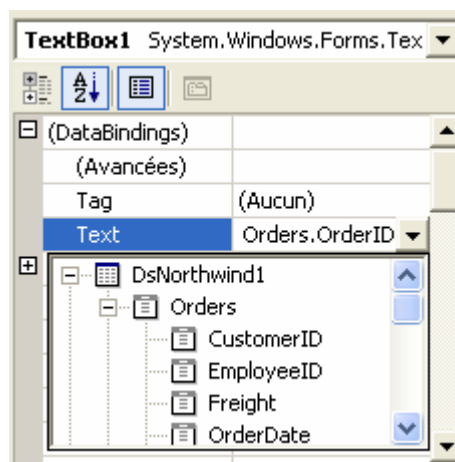 TextBox1 System.Windows.Forms.Tex
(DataBindings)
(Avancées)
Tag (Aucun)
Text Orders.OrderID
DsNorthwind1
Orders
CustomerID
EmployeeID
Freight
OrderDate